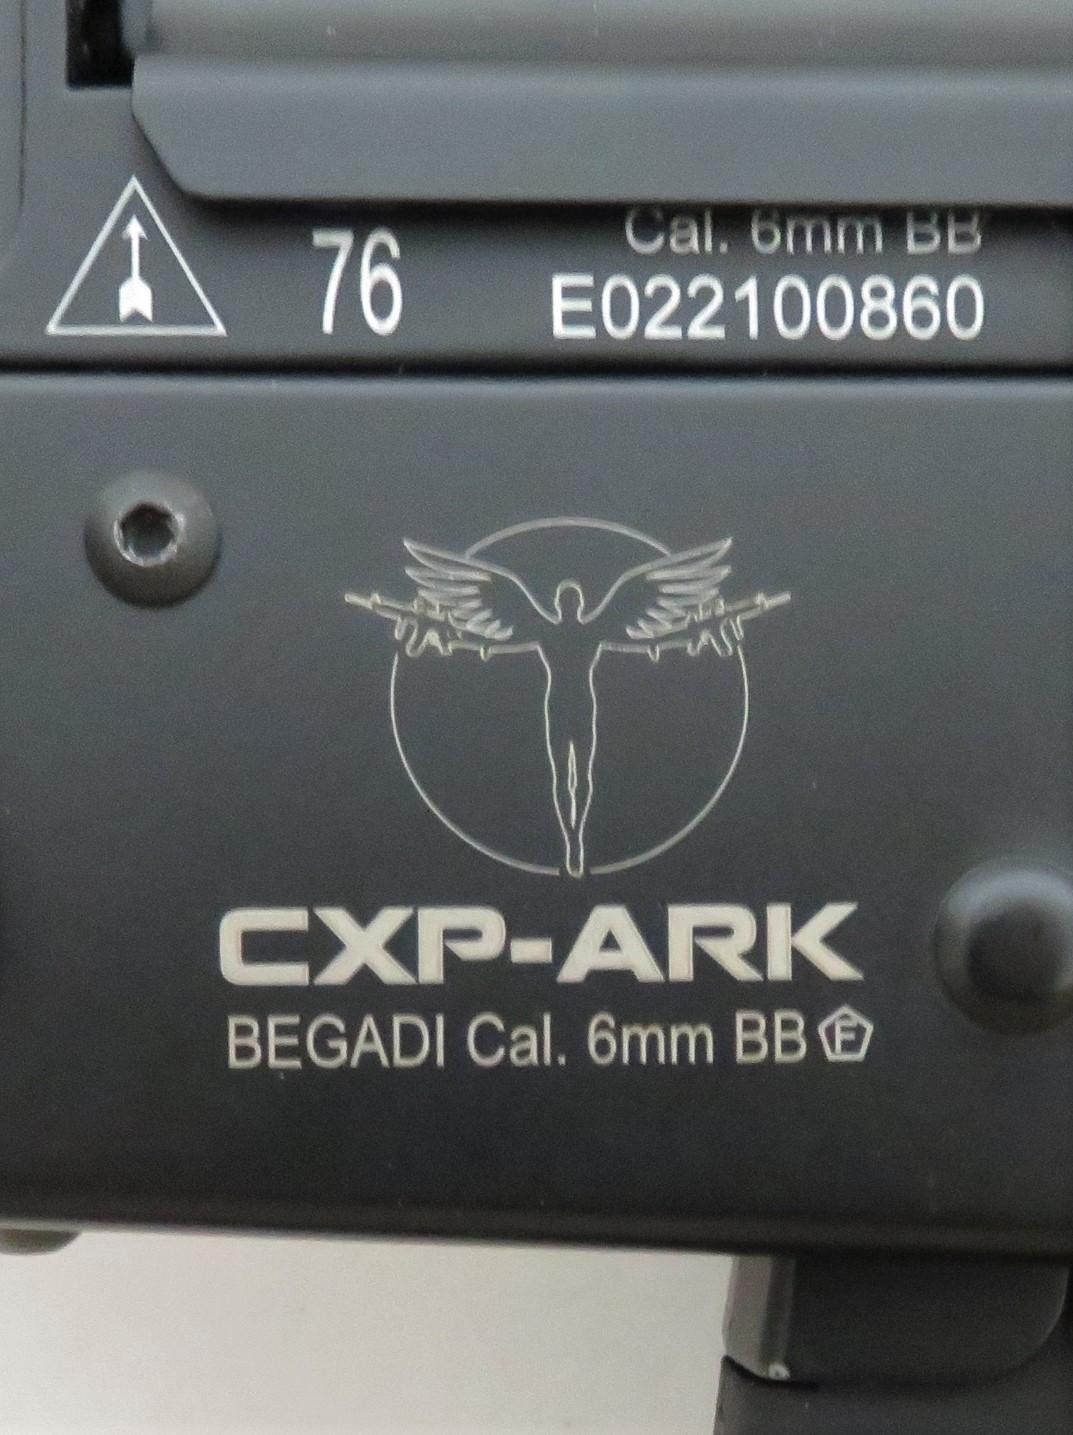 Cal. 6mm BB
76 E022100860
CXP-ARK
BEGADI Cal. 6mm BB F